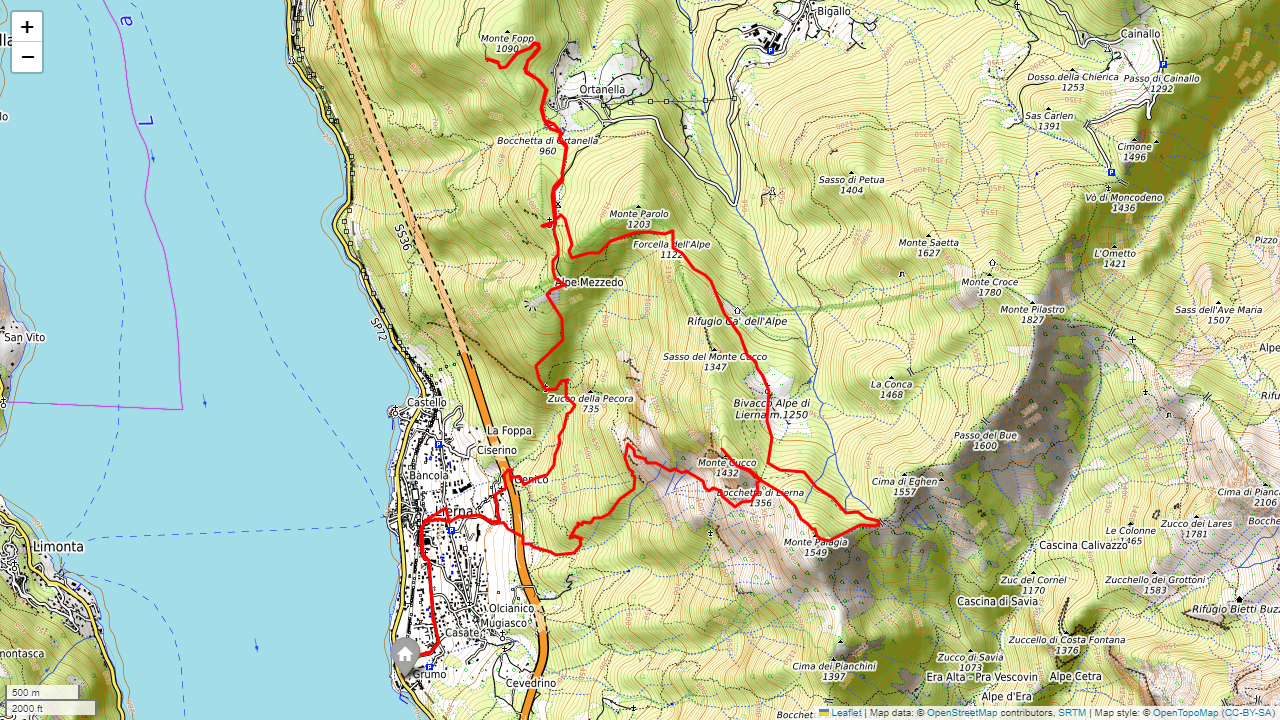 +
−
Bigallo
Monte Fopp
1090
Cainallo
Dosso della Chierica
1253
Passo di Cainallo
1292
Ortanella
Sas Carlen
1391
Bocchetta di Ortanella
960
Cimone
1496
Sasso di Petua
1404
Vò di Moncodeno
1436
Monte Parolo
1203
SS36
Forcella dell'Alpe
1122
Monte Saetta
1627
L'Ometto
1421
Pizzo
Alpe Mezzedo
Monte Croce
1780
Monte Pilastro
1827
Sass dell'Ave Maria
1507
Rifugio Ca' dell'Alpe
SP72
San Vito
Sasso del Monte Cucco
1347
Alpe
La Conca
1468
Zucco della Pecora
735
Castello
Bivacco Alpe di
Lierna m.1250
La Foppa
Ciserino
Passo del Bue
1600
Monte Cucco
1432
Bancola
Genico
Cima di Eghen
1557
Bocchetta di Lierna
1356
Cima di Pianca
2106
Lierna
Zucco dei Lares
1781
Le Colonne
1465
Monte Palagia
1549
Limonta
Cascina Calivazzo
Zuc del Cornel
1170
Zucchello dei Grottoni
1583
Cascina di Savia
Olcianico
Mugiasco
Rifugio Bietti Buzz
Casate
Zuccello di Costa Fontana
1376
montasca
Zucco di Savia
1073
Cima dei Pianchini
1397
Grumo
Cevedrino
Era Alta - Pra Vescovin
Alpe Cetra
Alpe d'Era
500 m
2000 ft
Bocchet
Leaflet | Map data: © OpenStreetMap contributors, SRTM | Map style: © OpenTopoMap (CC-BY-SA)